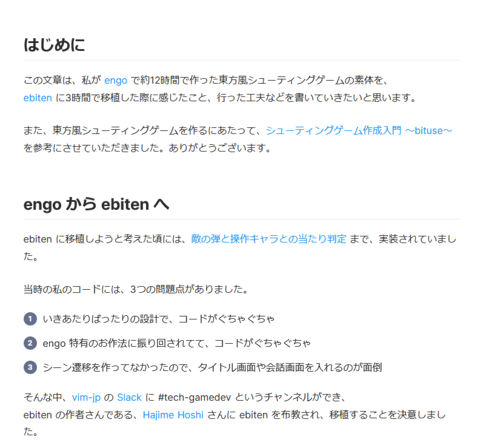 はじめに
この文章は、私が engo で約12時間で作った東方風シューティングゲームの素体を、
ebiten に3時間で移植した際に感じたこと、行った工夫などを書いていきたいと思います。
また、東方風シューティングゲームを作るにあたって、シューティングゲーム作成入門 〜bituse〜
を参考にさせていただきました。ありがとうございます。
engo から ebiten へ
ebiten に移植しようと考えた頃には、敵の弾と操作キャラとの当たり判定 まで、実装されていまし
た。
当時の私のコードには、3つの問題点がありました。
1 いきあたりばったりの設計で、コードがぐちゃぐちゃ
2 engo 特有のお作法に振り回されてて、コードがぐちゃぐちゃ
3 シーン遷移を作ってなかったので、タイトル画面や会話画面を入れるのが面倒
そんな中、vim-jp の Slack に #tech-gamedev というチャンネルができ、
ebiten の作者さんである、Hajime Hoshi さんに ebiten を布教され、移植することを決意しまし
た。